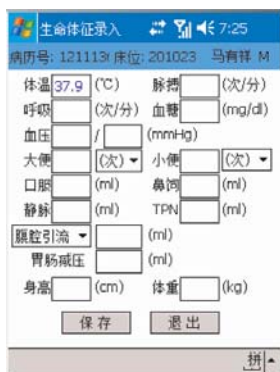 生命体征录入 7:25
病历号: 121113 床位: 201023 马有祥 M
体温 37.9 (℃) 脉搏 (次/分)
呼吸 (次/分) 血糖 (mg/dl)
血压 / (mmHg)
大便 (次) 小便 (次)
口服 (ml) 鼻饲 (ml)
静脉 (ml) TPN (ml)
腹腔引流 (ml)
胃肠减压 (ml)
身高 (cm) 体重 (kg)
保存 退出
拼